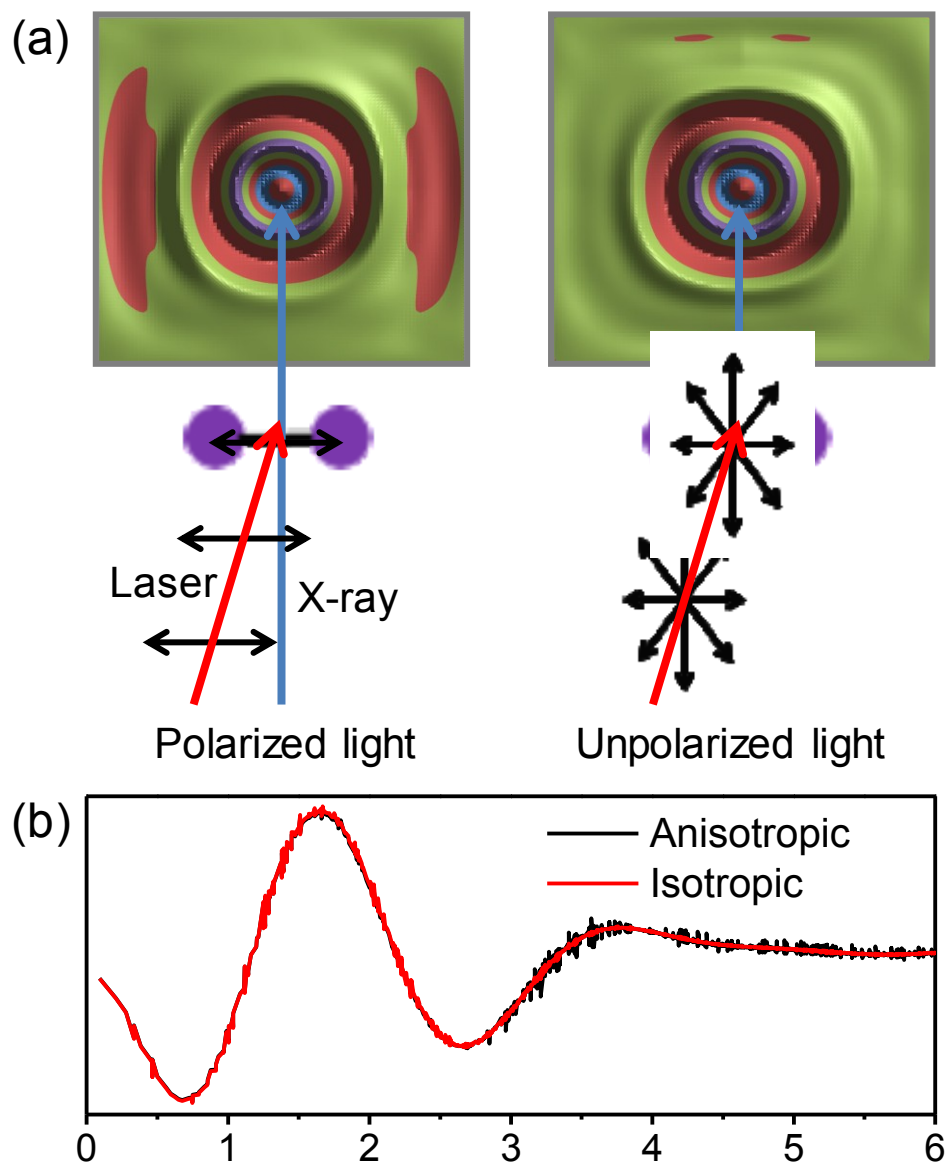 (a)
Laser
X-ray
Polarized light
Unpolarized light
(b)
Anisotropic
Isotropic
0 1 2 3 4 5 6